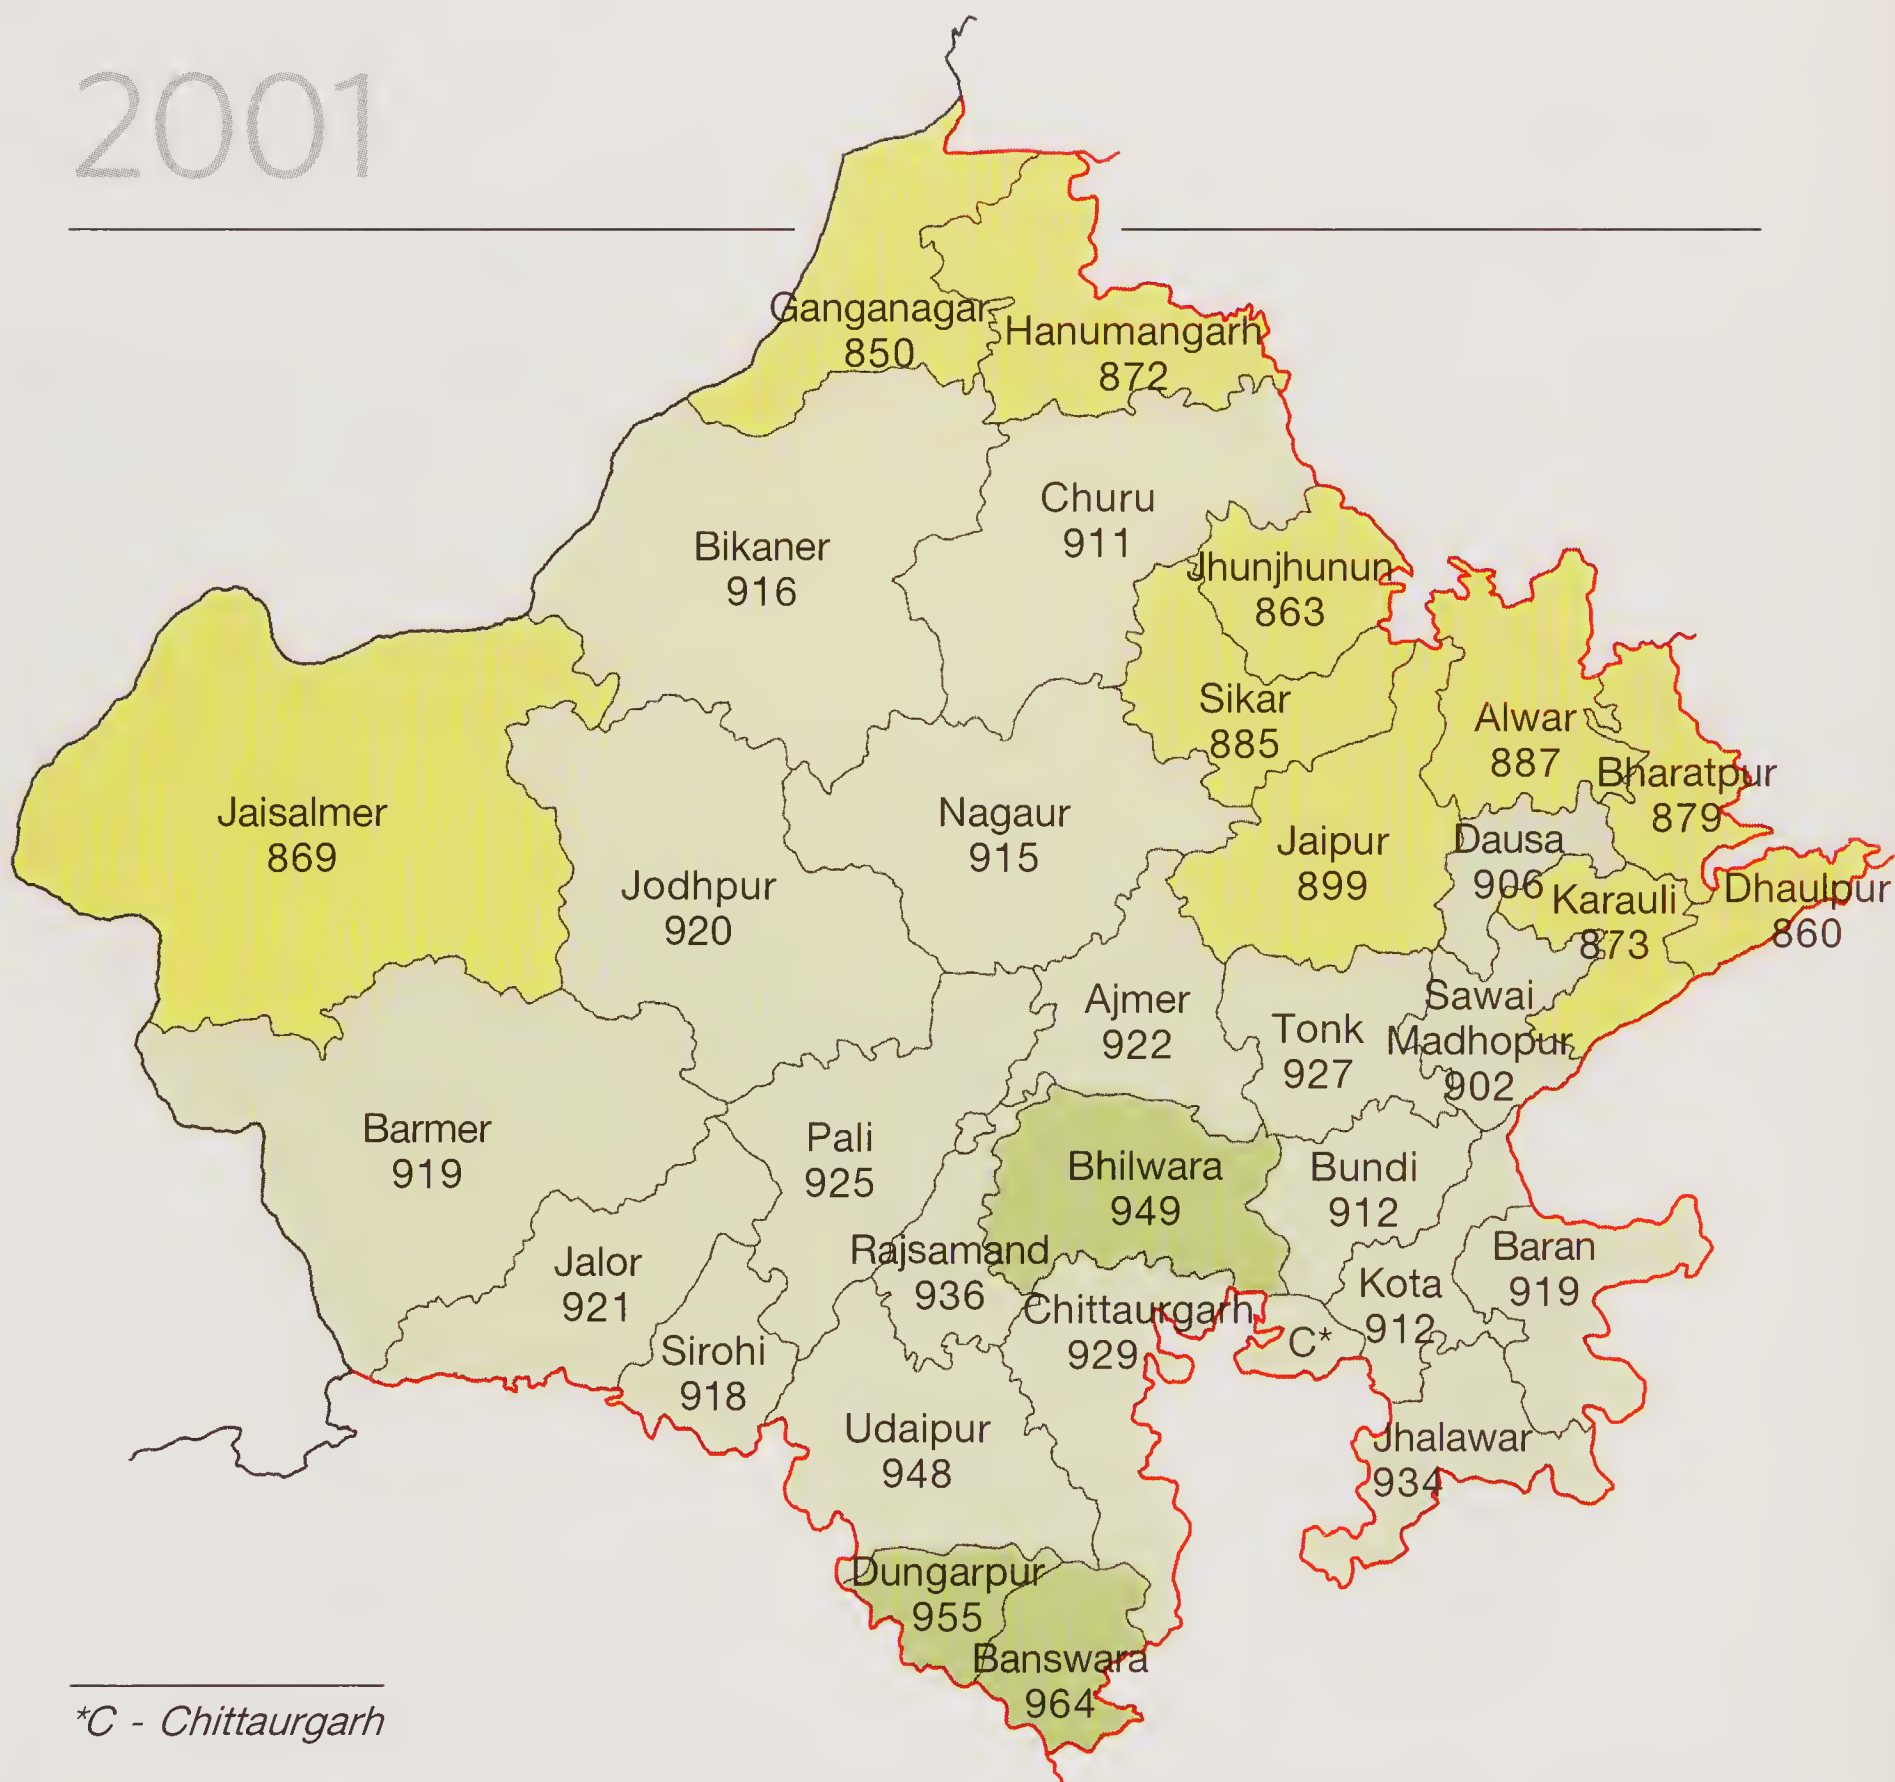 2001
Ganganagar
850
Hanumangarh
872
Churu
911
Bikaner
916
Jhunjhunun
863
Sikar
885
Alwar
887
Bharatpur
879
Jaisalmer
869
Nagaur
915
Jaipur
899
Dausa
906
Jodhpur
920
Karauli
873
Dhaulpur
860
Ajmer
922
Tonk
927
Sawai
Madhopur
902
Barmer
919
Pali
925
Bhilwara
949
Bundi
912
Rajsamand
936
Baran
919
Jalor
921
Kota
912
Chittaurgarh
929
C*
Sirohi
918
Udaipur
948
Jhalawar
934
Dungarpur
955
Banswara
964
*C - Chittaurgarh